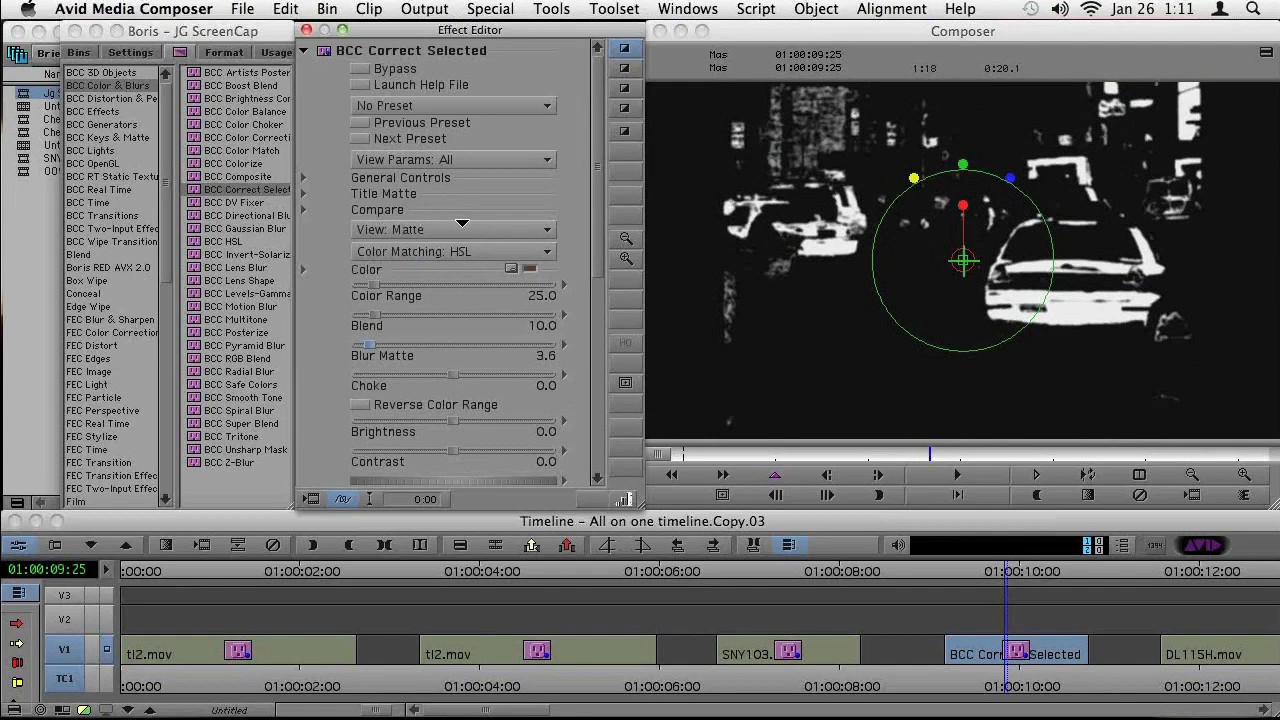 Avid Media Composer File Edit Bin Clip Output Special Tools Toolset Windows Script Object Alignment Help Jan 26 1:11
Boris - JG ScreenCap
Effect Editor
Composer
Brie
Bins Settings Format Usage
BCC 3D Objects
BCC Color & Blurs
BCC Distortion & Pe
BCC Effects
BCC Generators
BCC Keys & Matte
BCC Lights
BCC OpenGL
BCC RT Static Textu
BCC Real Time
BCC Time
BCC Transitions
BCC Two-Input Effe
BCC Wipe Transition
Blend
Boris RED AVX 2.0
Box Wipe
Conceal
Edge Wipe
FEC Blur & Sharpen
FEC Color Correction
FEC Distort
FEC Edges
FEC Image
FEC Light
FEC Particle
FEC Perspective
FEC Real Time
FEC Stylize
FEC Time
FEC Transition
FEC Transition Effec
FEC Two-Input Effec
Film
BCC Artists Poster
BCC Boost Blend
BCC Brightness Con
BCC Color Balance
BCC Color Choker
BCC Color Correcti
BCC Color Match
BCC Colorize
BCC Composite
BCC Correct Select
BCC DV Fixer
BCC Directional Blu
BCC Gaussian Blur
BCC HSL
BCC Invert-Solariz
BCC Lens Blur
BCC Lens Shape
BCC Levels-Gamma
BCC Motion Blur
BCC Multitone
BCC Posterize
BCC Pyramid Blur
BCC RGB Blend
BCC Radial Blur
BCC Safe Colors
BCC Smooth Tone
BCC Spiral Blur
BCC Super Blend
BCC Tritone
BCC Unsharp Mask
BCC Z-Blur
BCC Correct Selected
Bypass
Launch Help File
No Preset
Previous Preset
Next Preset
View Params: All
General Controls
Title Matte
Compare
View: Matte
Color Matching: HSL
Color
Color Range 25.0
Blend 10.0
Blur Matte 3.6
Choke 0.0
Reverse Color Range
Brightness 0.0
Contrast 0.0
0:00
Mas 01:00:09:25
Mas 01:00:09:25 1:18 0:20.1
Timeline - All on one timeline.Copy.03
01:00:09:25 :00:00 01:00:02:00 01:00:04:00 01:00:06:00 01:00:08:00 01:00:10:00 01:00:12:00
V3
V2
V1 tl2.mov tl2.mov SNY103. BCC Corr Selected DL115H.mov
TC1 :00:00 01:00:02:00 01:00:04:00 01:00:06:00 01:00:08:00 01:00:10:00 01:00:12:00
Untitled